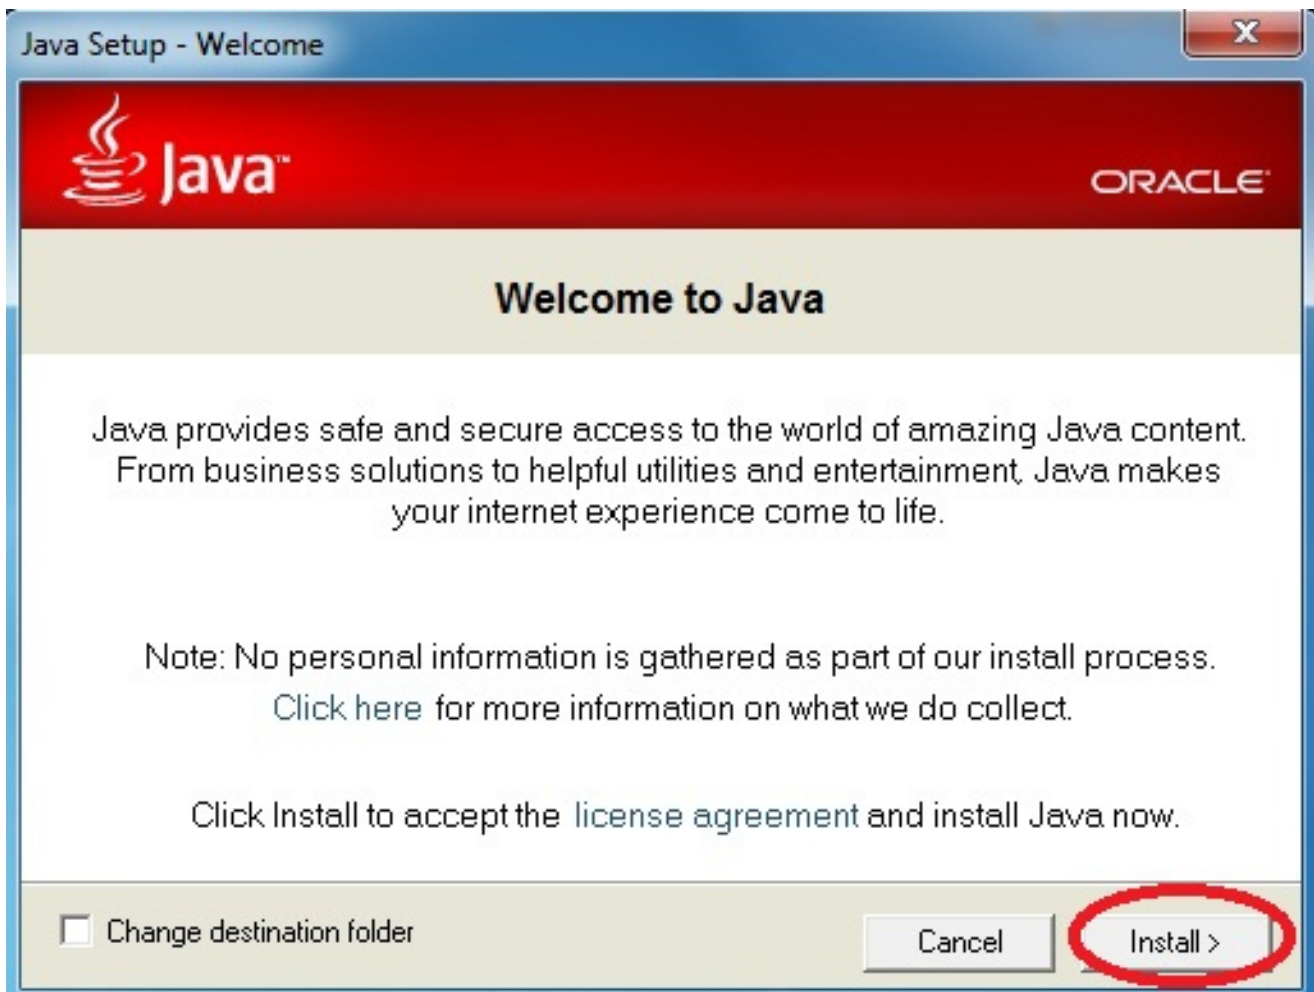 Java Setup - Welcome
x
Java™
ORACLE
Welcome to Java
Java provides safe and secure access to the world of amazing Java content.
From business solutions to helpful utilities and entertainment, Java makes
your internet experience come to life.
Note: No personal information is gathered as part of our install process.
Click here for more information on what we do collect.
Click Install to accept the license agreement and install Java now.
Change destination folder
Cancel
Install >